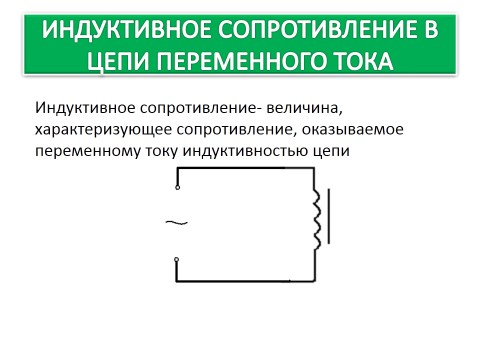 ИНДУКТИВНОЕ СОПРОТИВЛЕНИЕ В
ЦЕПИ ПЕРЕМЕННОГО ТОКА
Индуктивное сопротивление- величина,
характеризующее сопротивление, оказываемое
переменному току индуктивностью цепи